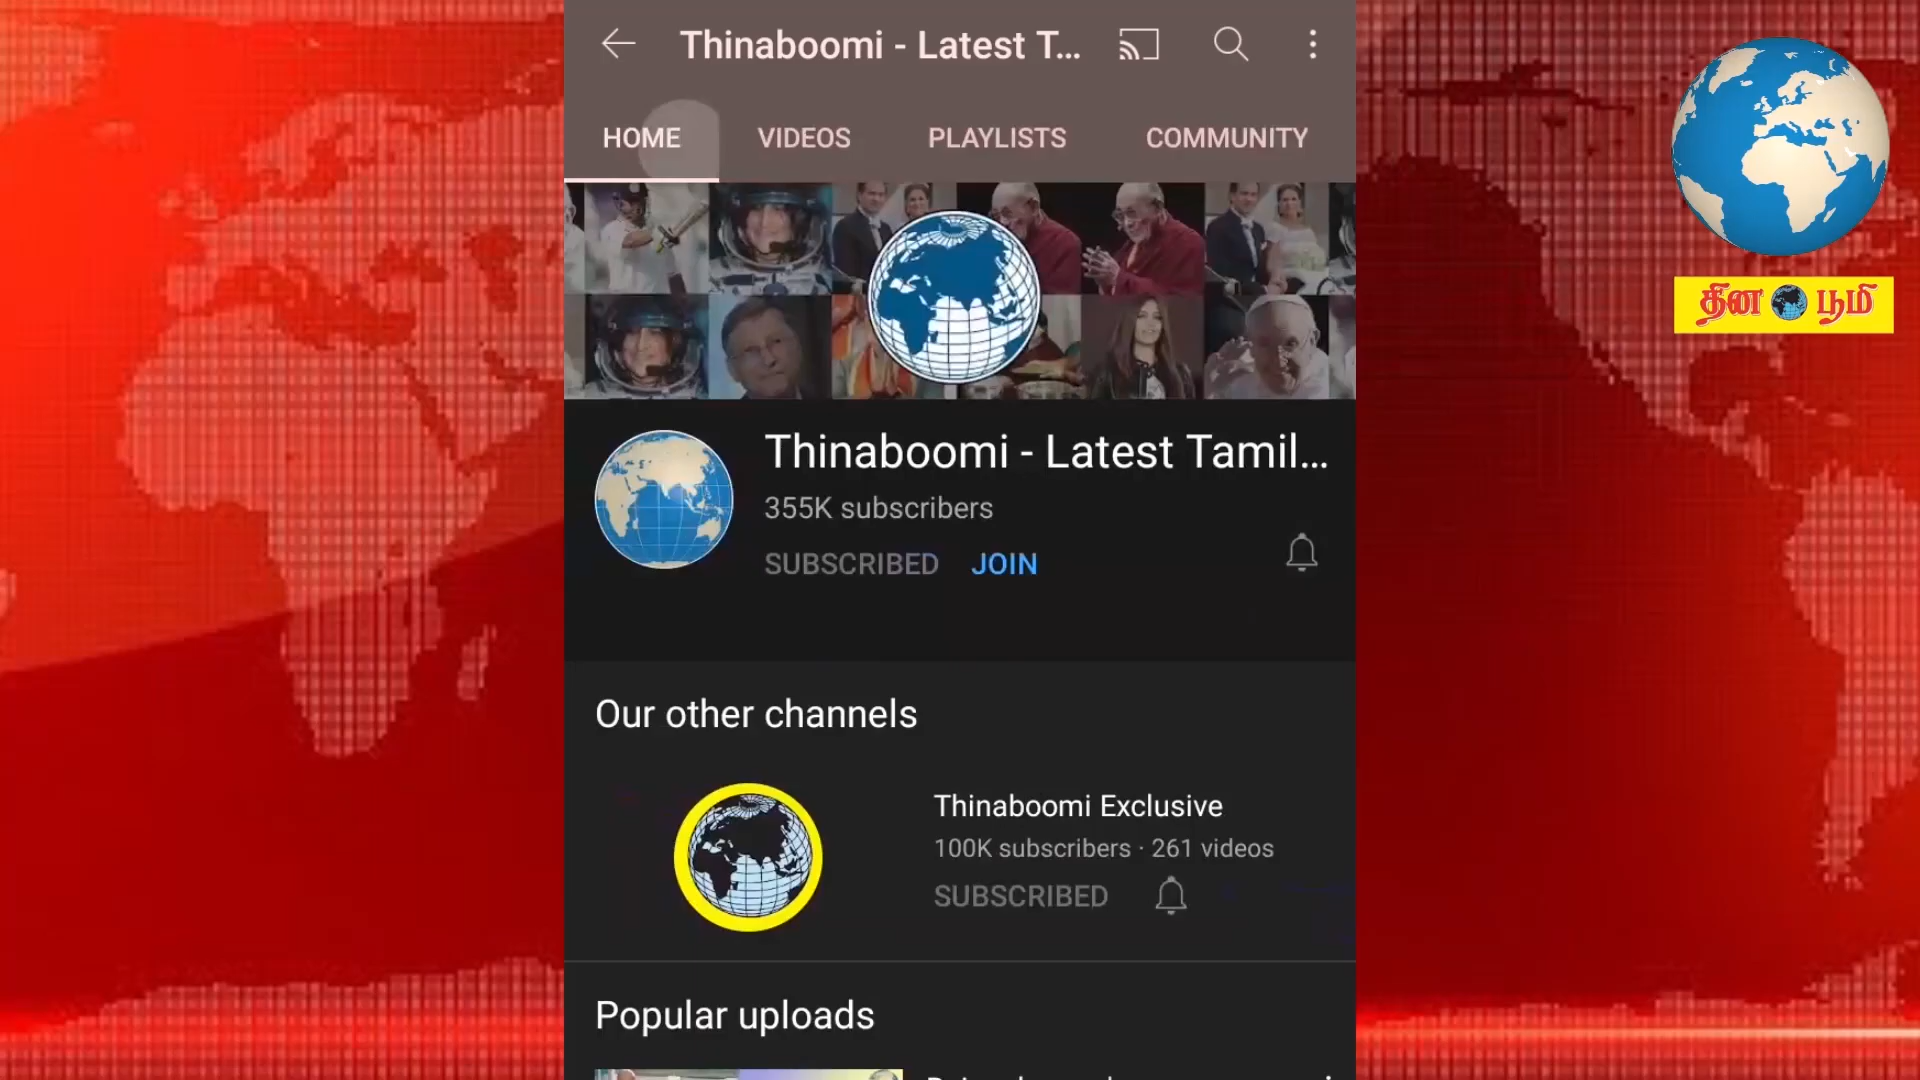 Thinaboomi - Latest T...
HOME VIDEOS PLAYLISTS COMMUNITY
தின பூமி
Thinaboomi - Latest Tamil...
355K subscribers
SUBSCRIBED JOIN
Our other channels
Thinaboomi Exclusive
100K subscribers · 261 videos
SUBSCRIBED
Popular uploads